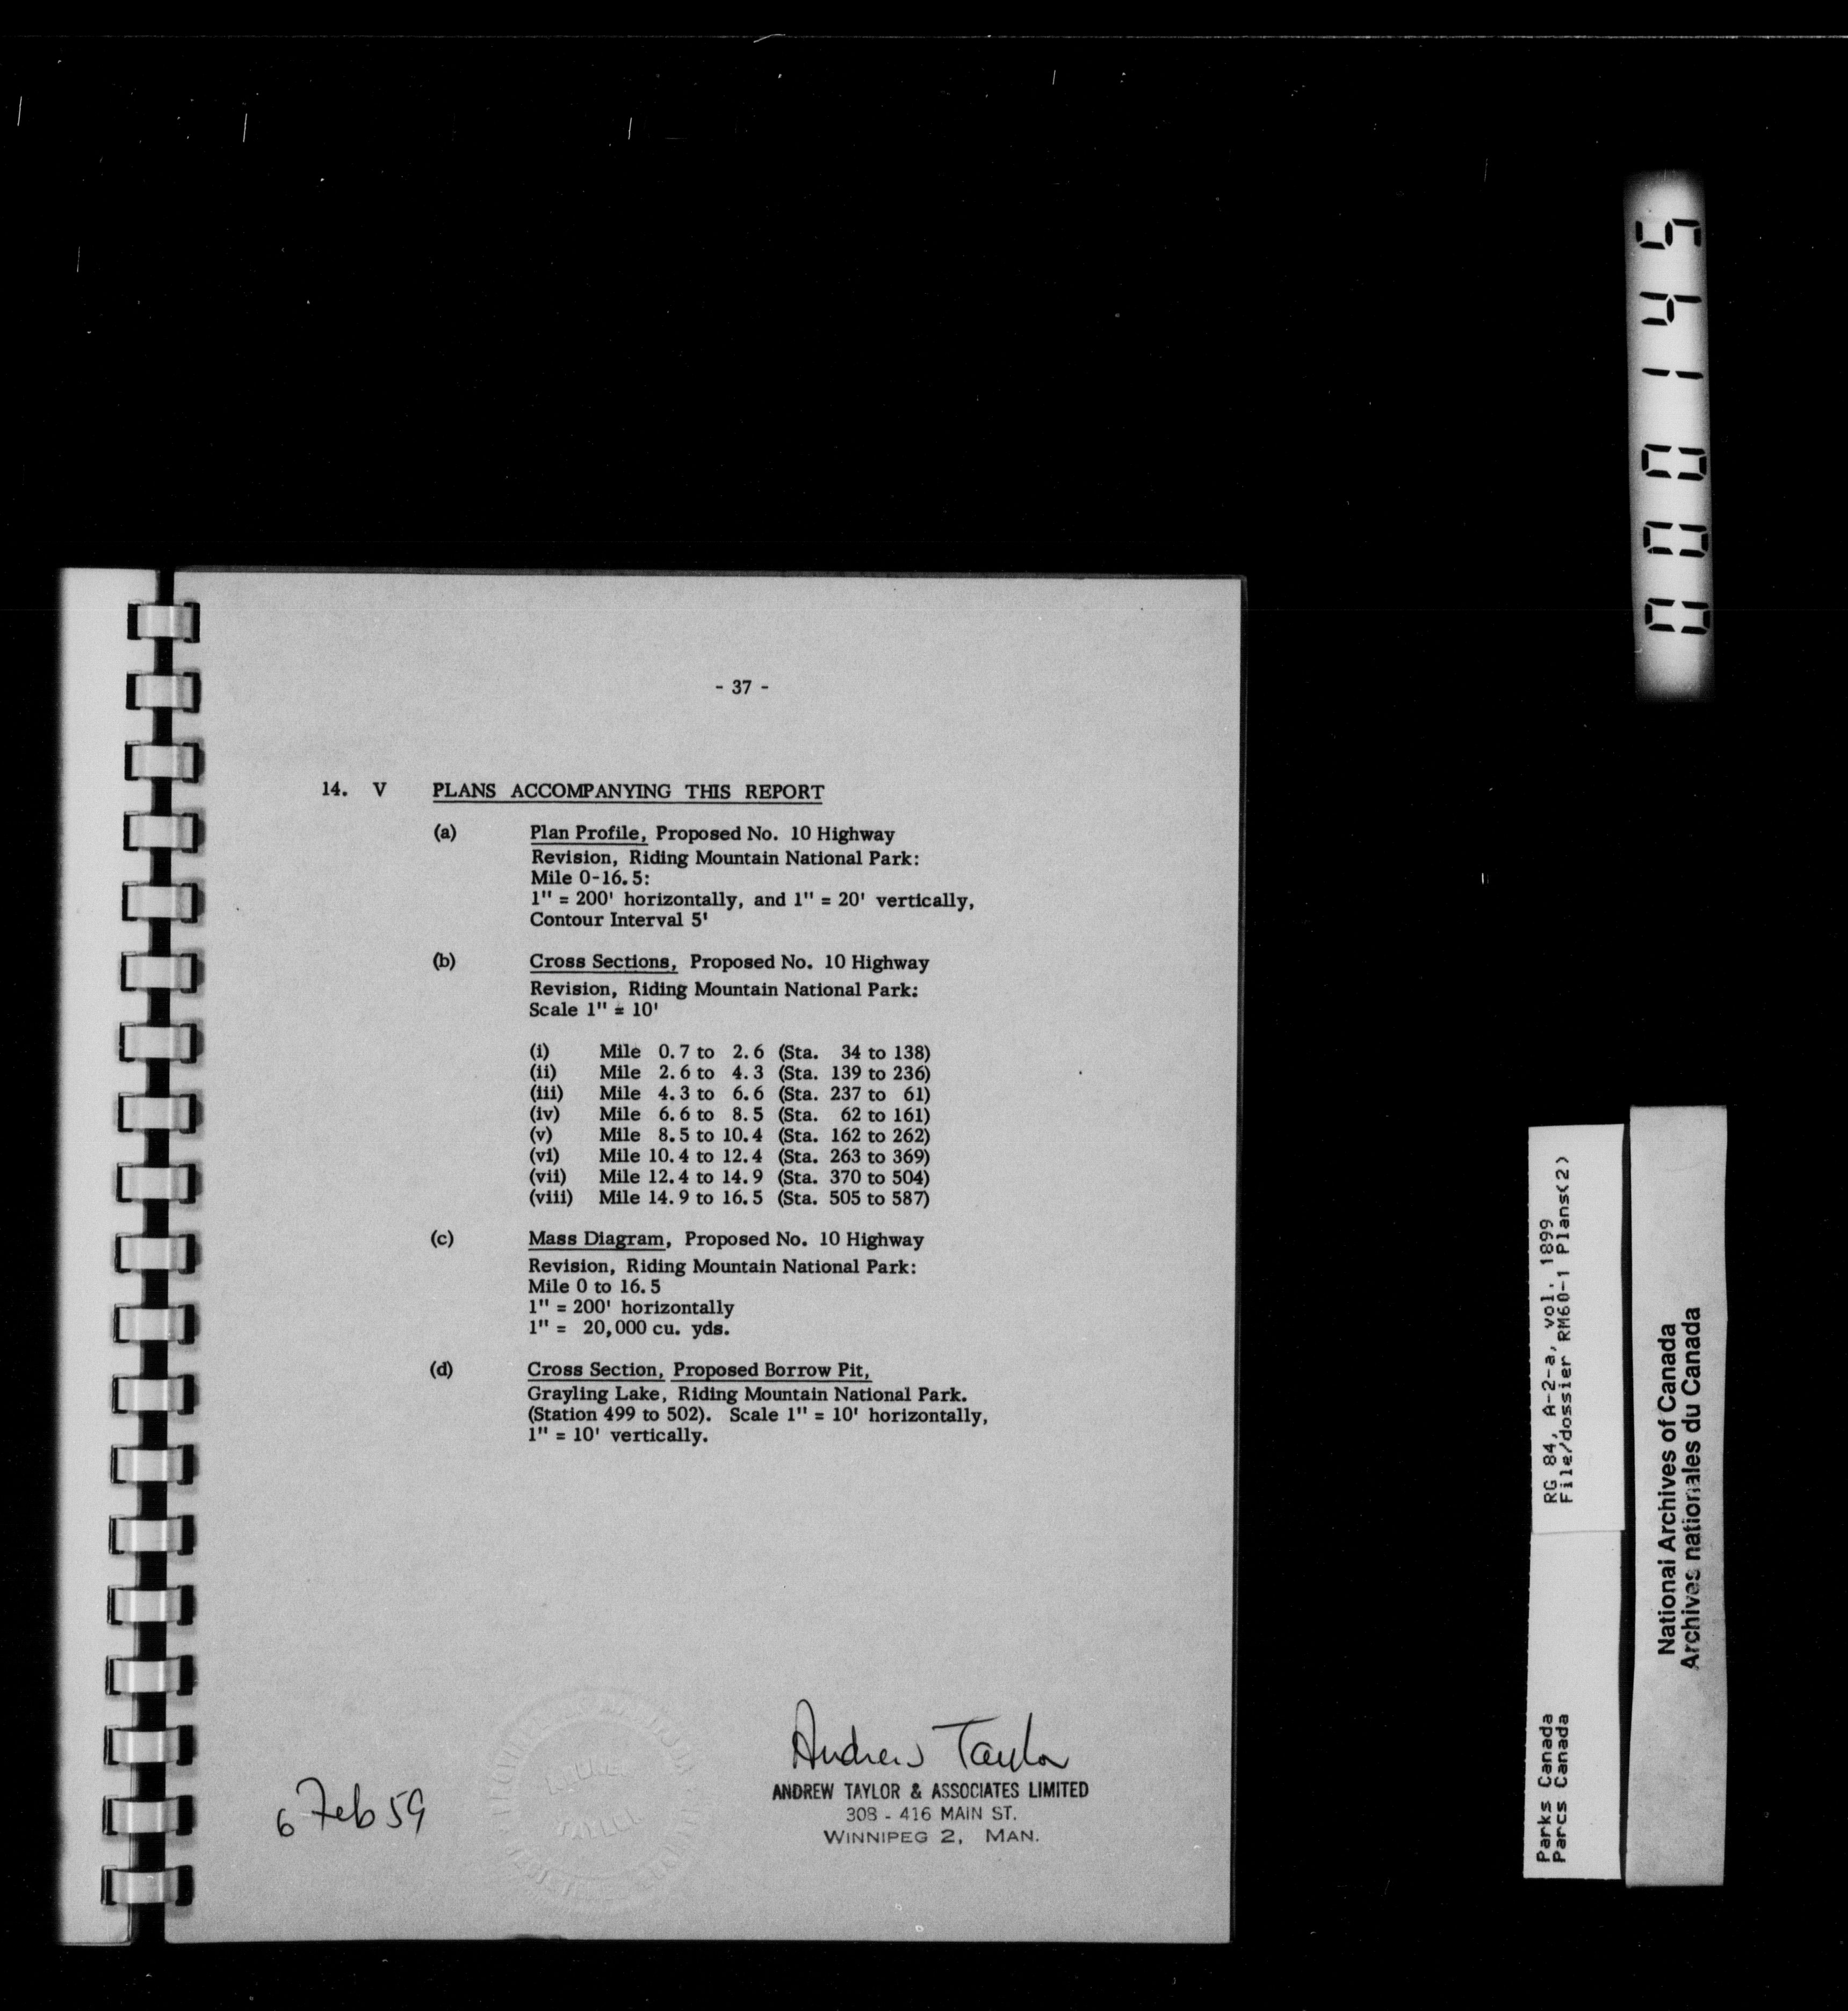 - 37 -
14. V PLANS ACCOMPANYING THIS REPORT
(a) Plan Profile, Proposed No. 10 Highway
Revision, Riding Mountain National Park:
Mile 0-16.5:
1" = 200' horizontally, and 1" = 20' vertically,
Contour Interval 5'
(b) Cross Sections, Proposed No. 10 Highway
Revision, Riding Mountain National Park:
Scale 1" = 10'
(i) Mile 0.7 to 2.6 (Sta. 34 to 138)
(ii) Mile 2.6 to 4.3 (Sta. 139 to 236)
(iii) Mile 4.3 to 6.6 (Sta. 237 to 61)
(iv) Mile 6.6 to 8.5 (Sta. 62 to 161)
(v) Mile 8.5 to 10.4 (Sta. 162 to 262)
(vi) Mile 10.4 to 12.4 (Sta. 263 to 369)
(vii) Mile 12.4 to 14.9 (Sta. 370 to 504)
(viii) Mile 14.9 to 16.5 (Sta. 505 to 587)
(c) Mass Diagram, Proposed No. 10 Highway
Revision, Riding Mountain National Park:
Mile 0 to 16.5
1" = 200' horizontally
1" = 20,000 cu. yds.
(d) Cross Section, Proposed Borrow Pit,
Grayling Lake, Riding Mountain National Park.
(Station 499 to 502). Scale 1" = 10' horizontally,
1" = 10' vertically.
6 Feb 59
Andrew Taylor
ANDREW TAYLOR & ASSOCIATES LIMITED
308 - 416 MAIN ST.
WINNIPEG 2, MAN.
000145
RG 84, A-2-a, vol. 1899
File/dossier RM60-1 Plans(2)
Parks Canada
Parcs Canada
National Archives of Canada
Archives nationales du Canada